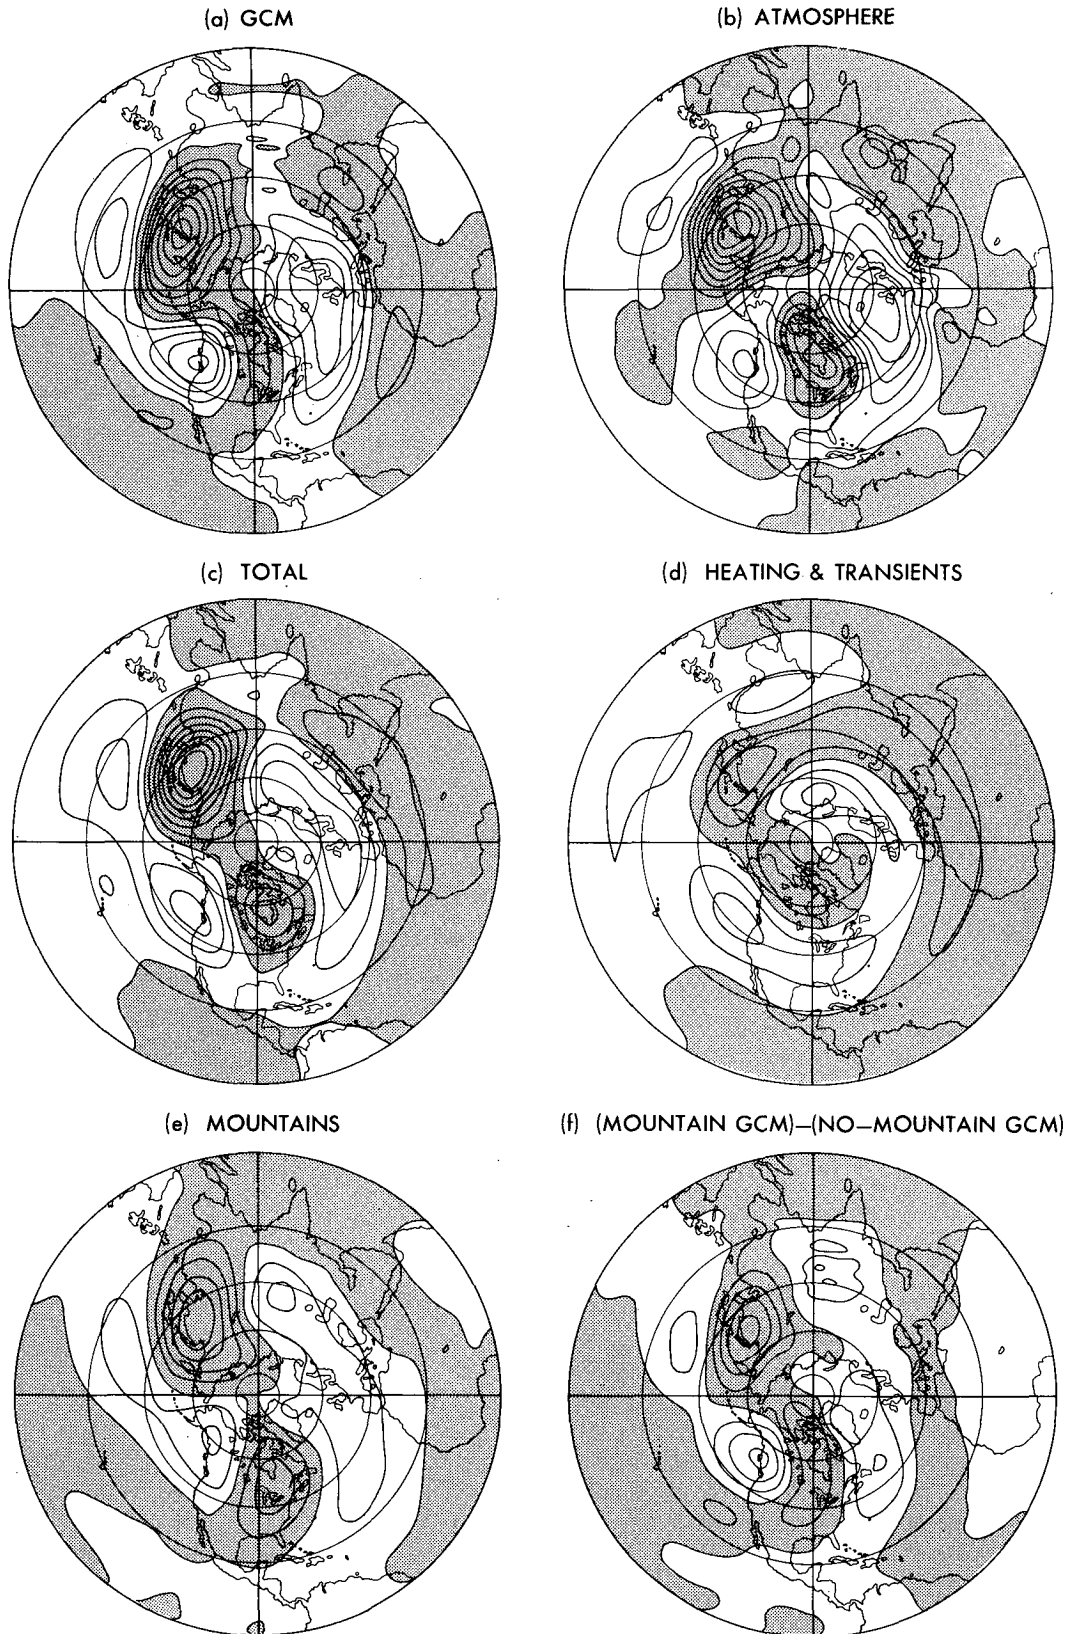 (a) GCM
(b) ATMOSPHERE
(c) TOTAL
(d) HEATING & TRANSIENTS
(e) MOUNTAINS
(f) (MOUNTAIN GCM)–(NO–MOUNTAIN GCM)